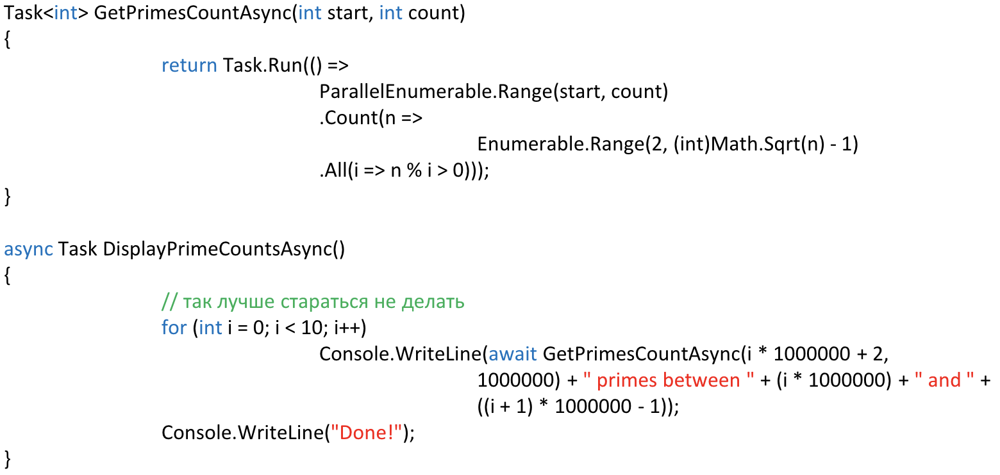 Task<int> GetPrimesCountAsync(int start, int count)
{
return Task.Run(() =>
ParallelEnumerable.Range(start, count)
.Count(n =>
Enumerable.Range(2, (int)Math.Sqrt(n) - 1)
.All(i => n % i > 0)));
}
async Task DisplayPrimeCountsAsync()
{
// так лучше стараться не делать
for (int i = 0; i < 10; i++)
Console.WriteLine(await GetPrimesCountAsync(i * 1000000 + 2,
1000000) + " primes between " + (i * 1000000) + " and " +
((i + 1) * 1000000 - 1));
Console.WriteLine("Done!");
}